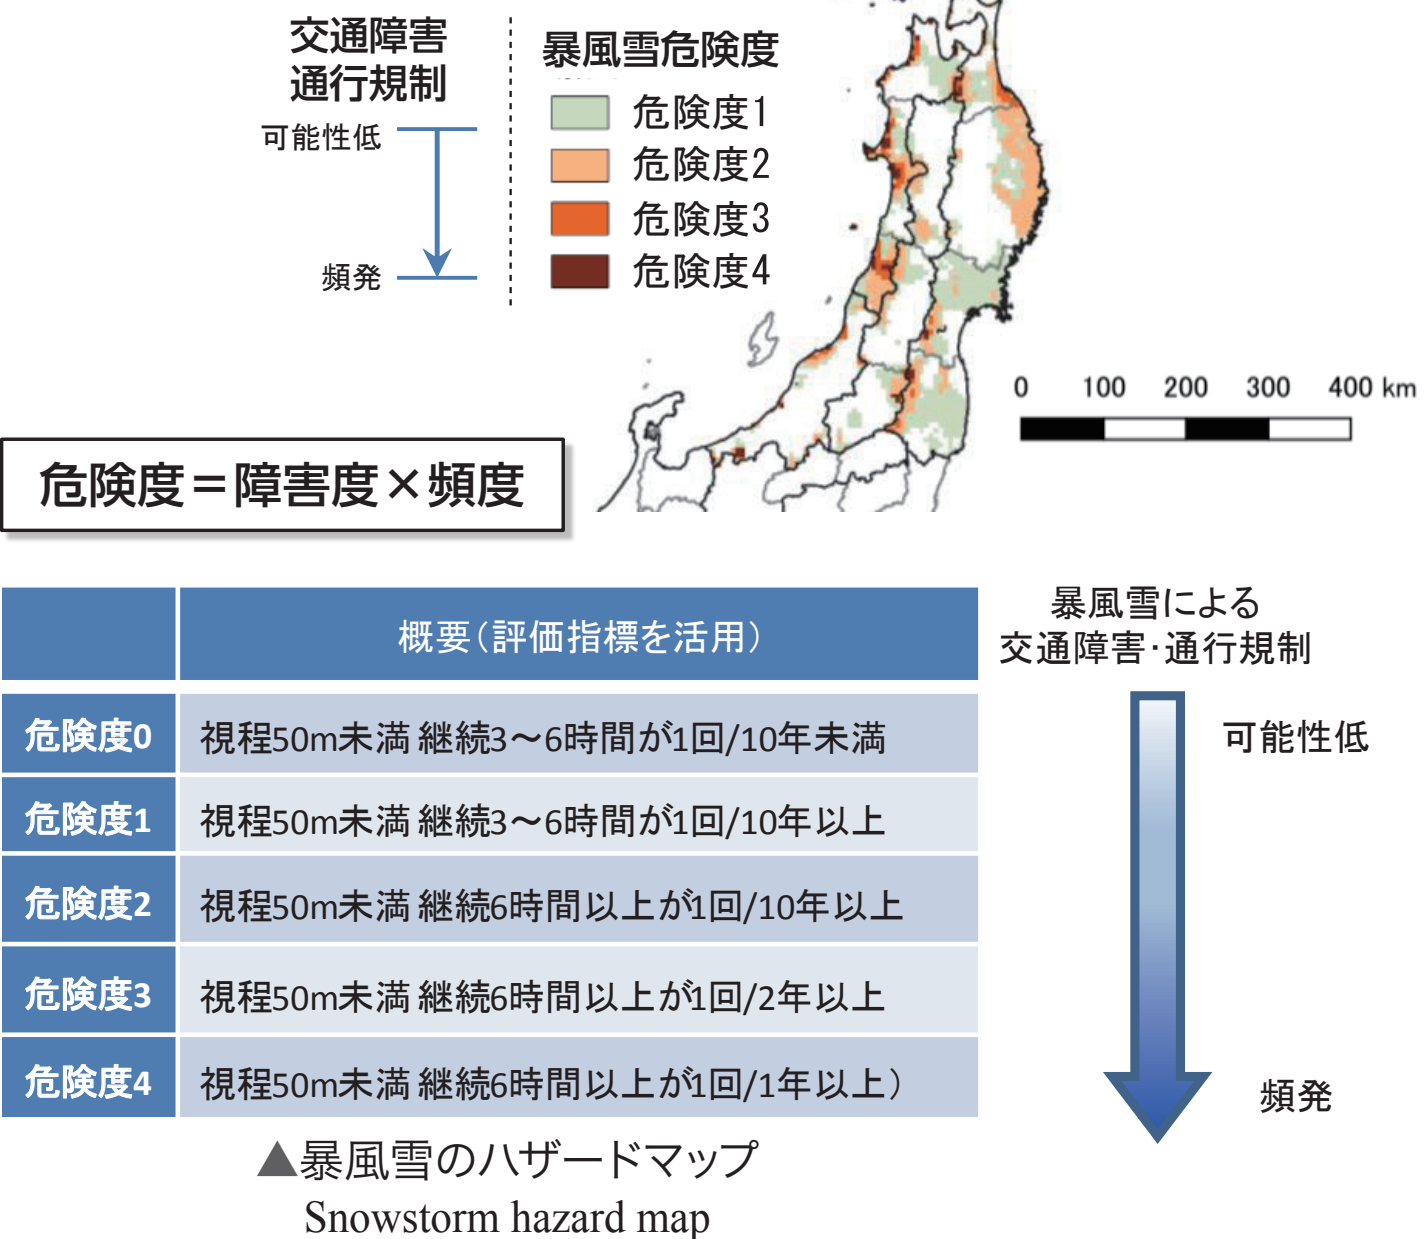 交通障害
通行規制
可能性低
頻発
暴風雪危険度
危険度1
危険度2
危険度3
危険度4
0 100 200 300 400 km
危険度＝障害度×頻度
概要（評価指標を活用）
危険度0 視程50m未満 継続3～6時間が1回/10年未満
危険度1 視程50m未満 継続3～6時間が1回/10年以上
危険度2 視程50m未満 継続6時間以上が1回/10年以上
危険度3 視程50m未満 継続6時間以上が1回/2年以上
危険度4 視程50m未満 継続6時間以上が1回/1年以上）
暴風雪による
交通障害・通行規制
可能性低
頻発
▲暴風雪のハザードマップ
Snowstorm hazard map